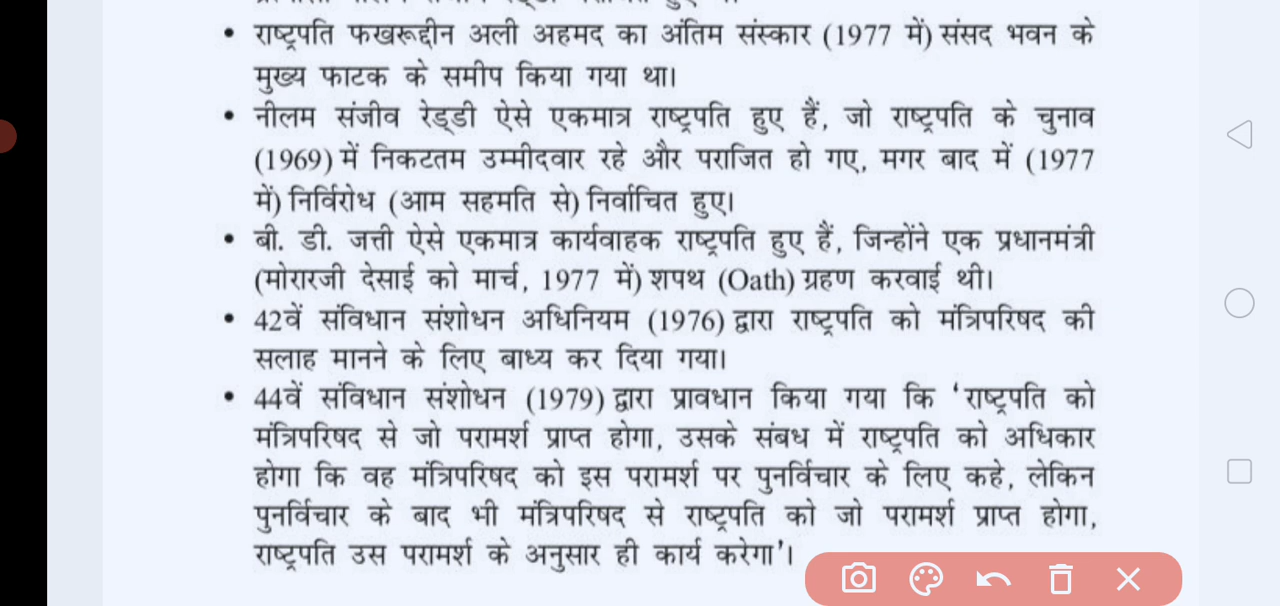 • राष्ट्रपति फखरूद्दीन अली अहमद का अंतिम संस्कार (1977 में) संसद भवन के
मुख्य फाटक के समीप किया गया था।
• नीलम संजीव रेड्डी ऐसे एकमात्र राष्ट्रपति हुए हैं, जो राष्ट्रपति के चुनाव
(1969) में निकटतम उम्मीदवार रहे और पराजित हो गए, मगर बाद में (1977
में) निर्विरोध (आम सहमति से) निर्वाचित हुए।
• बी. डी. जत्ती ऐसे एकमात्र कार्यवाहक राष्ट्रपति हुए हैं, जिन्होंने एक प्रधानमंत्री
(मोरारजी देसाई को मार्च, 1977 में) शपथ (Oath) ग्रहण करवाई थी।
• 42वें संविधान संशोधन अधिनियम (1976) द्वारा राष्ट्रपति को मंत्रिपरिषद की
सलाह मानने के लिए बाध्य कर दिया गया।
• 44वें संविधान संशोधन (1979) द्वारा प्रावधान किया गया कि ‘राष्ट्रपति को
मंत्रिपरिषद से जो परामर्श प्राप्त होगा, उसके संबध में राष्ट्रपति को अधिकार
होगा कि वह मंत्रिपरिषद को इस परामर्श पर पुनर्विचार के लिए कहे, लेकिन
पुनर्विचार के बाद भी मंत्रिपरिषद से राष्ट्रपति को जो परामर्श प्राप्त होगा,
राष्ट्रपति उस परामर्श के अनुसार ही कार्य करेगा’।